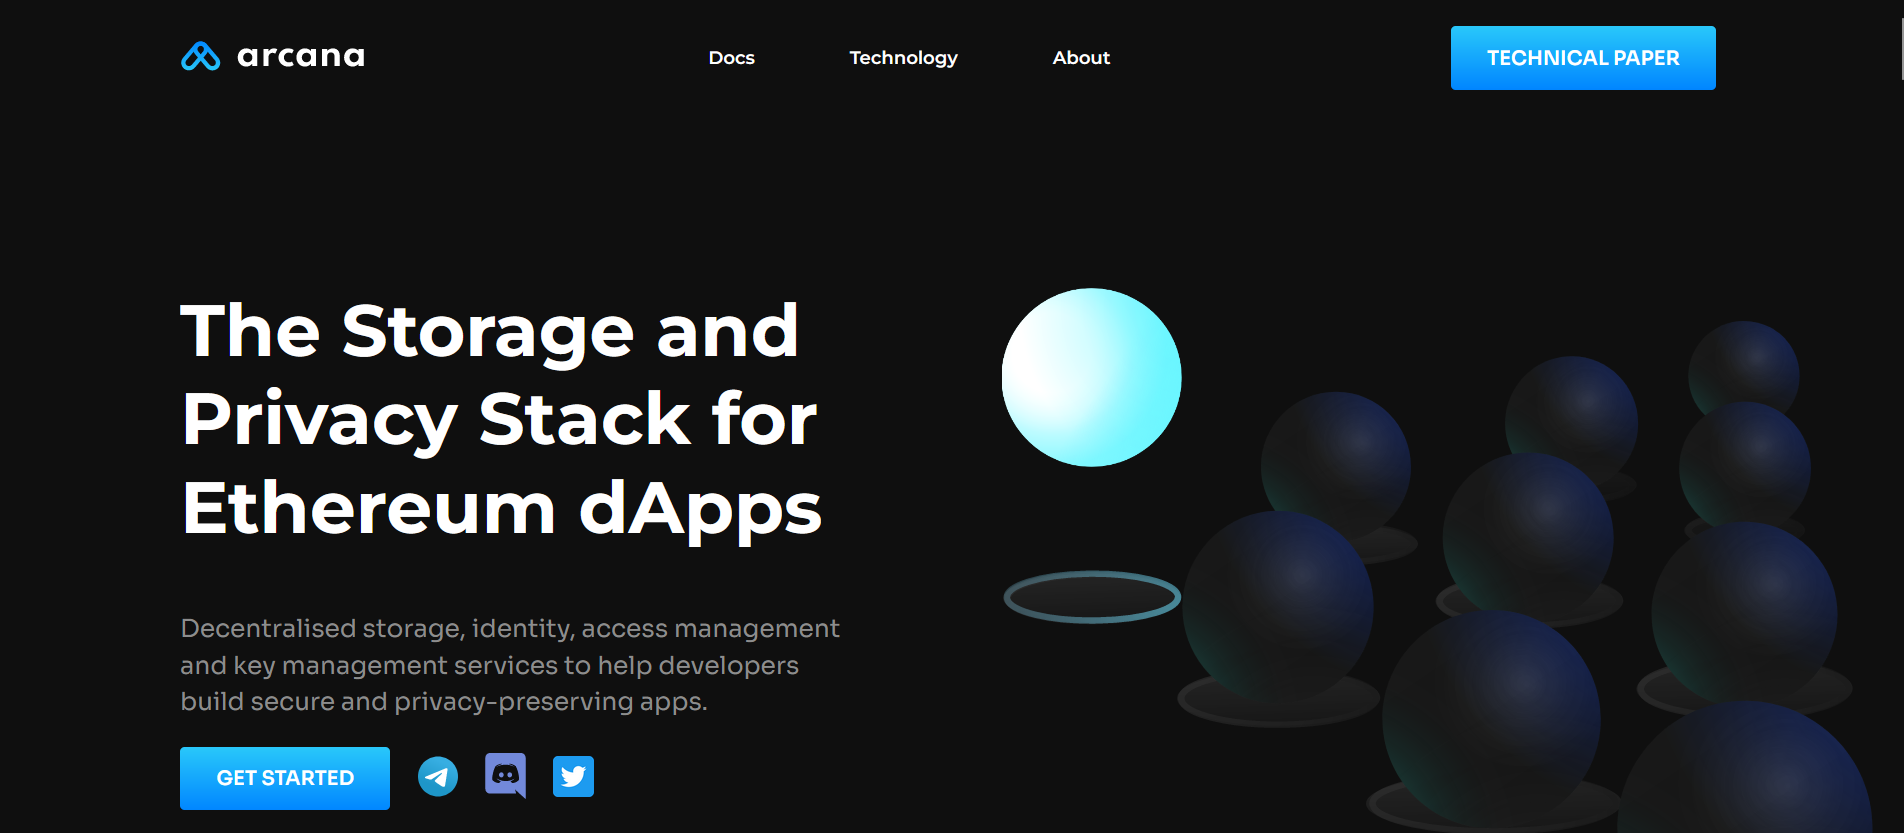 arcana
Docs
Technology
About
TECHNICAL PAPER
The Storage and
Privacy Stack for
Ethereum dApps
Decentralised storage, identity, access management
and key management services to help developers
build secure and privacy-preserving apps.
GET STARTED